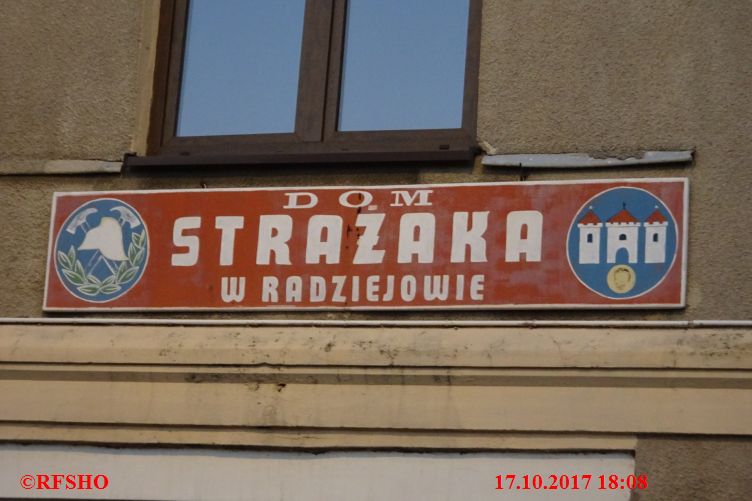 DOM
STRAŻAKA
W RADZIEJOWIE
©RFSHO
17.10.2017 18:08